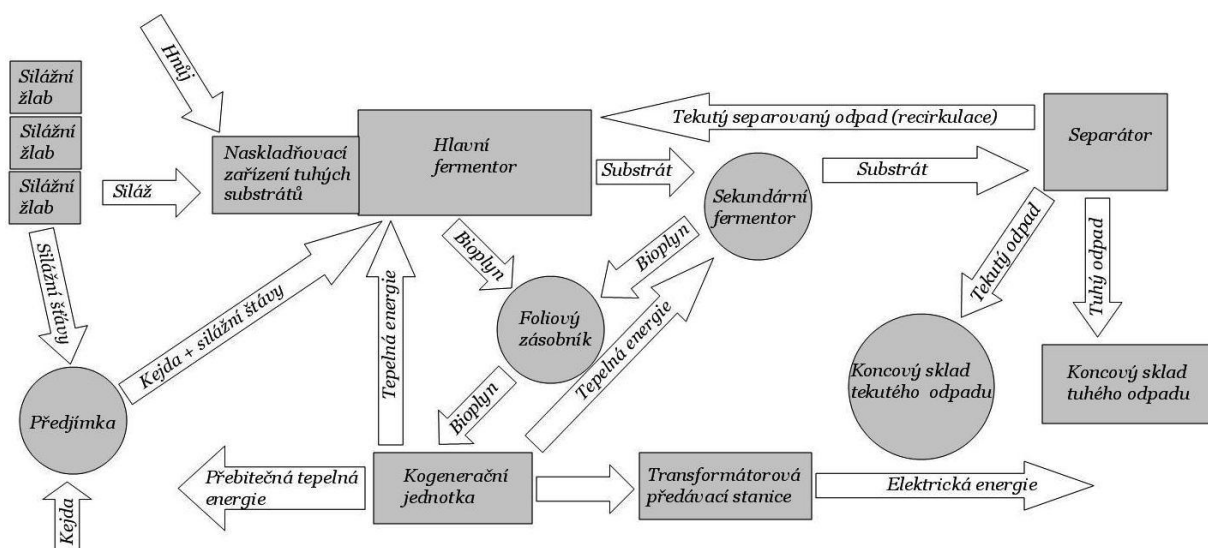 Hnůj
Silážní
žlab
Silážní
žlab
Silážní
žlab
Siláž
Naskladňovací
zařízení tuhých
substrátů
Hlavní
fermentor
Tekutý separovaný odpad (recirkulace)
Separátor
Substrát
Sekundární
fermentor
Substrát
Silážní šťávy
Kejda + silážní štávy
Tepelná energie
Bioplyn
Bioplyn
Foliový
zásobník
Tepelná energie
Bioplyn
Tekutý odpad
Tuhý odpad
Koncový sklad
tekutého odpadu
Koncový sklad
tuhého odpadu
Předjímka
Kejda
Přebitečná tepelná
energie
Kogenerační
jednotka
Transformátorová
předávací stanice
Elektrická energie